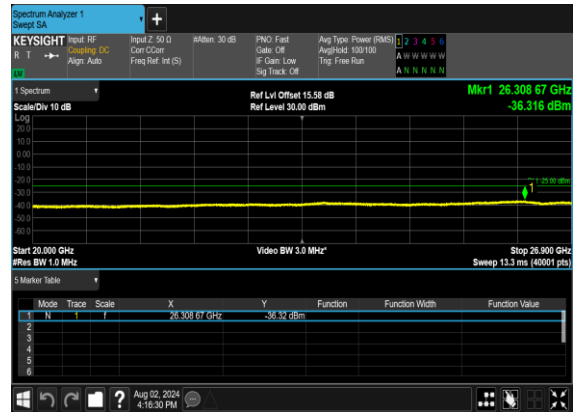 Spectrum Analyzer 1
Swept SA
+
KEYSIGHT Input: RF Input Z: 50 Ω #Atten: 30 dB PNO: Fast Avg Type: Power (RMS) 1 2 3 4 5 6
R T Coupling: DC Corr CCorr Gate: Off Avg|Hold: 100/100 A W W W W W
Align: Auto Freq Ref: Int (S) IF Gain: Low Trig: Free Run
LW Sig Track: Off A N N N N N
1 Spectrum Ref Lvl Offset 15.58 dB Mkr1 26.308 67 GHz
Scale/Div 10 dB Ref Level 30.00 dBm -36.316 dBm
Log
20.0
10.0
0.00
-10.0
-20.0
-25.00 dBm
1
-30.0
-40.0
-50.0
-60.0
Start 20.000 GHz Video BW 3.0 MHz* Stop 26.900 GHz
#Res BW 1.0 MHz Sweep 13.3 ms (40001 pts)
5 Marker Table
Mode Trace Scale X Y Function Function Width Function Value
1 N 1 f 26.308 67 GHz -36.32 dBm
2
3
4
5
6
? Aug 02, 2024
4:16:30 PM